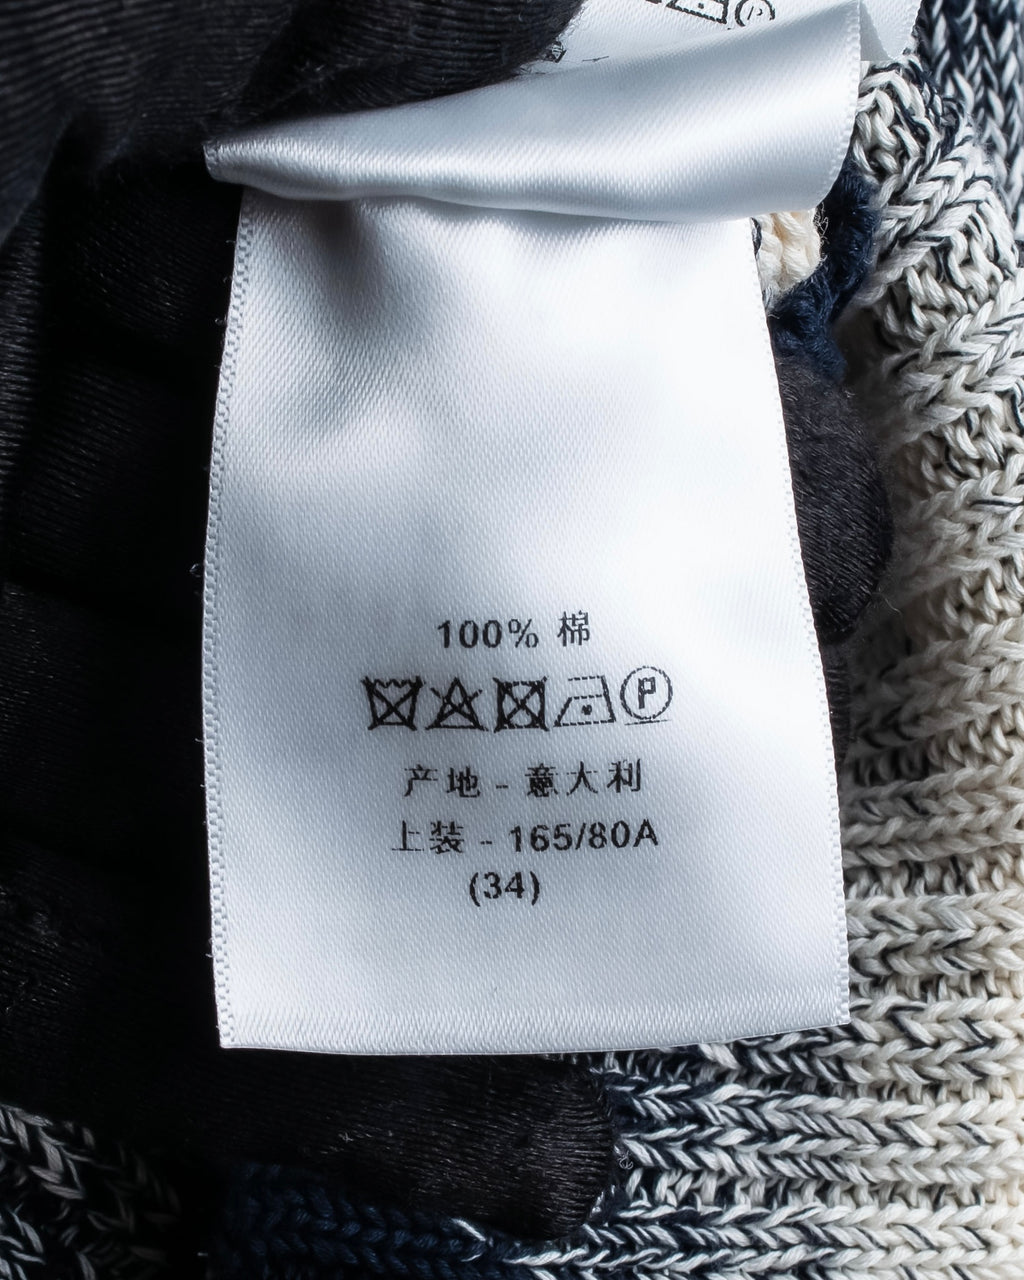 100% 棉
P
产地 - 意大利
上装 - 165/80A
(34)